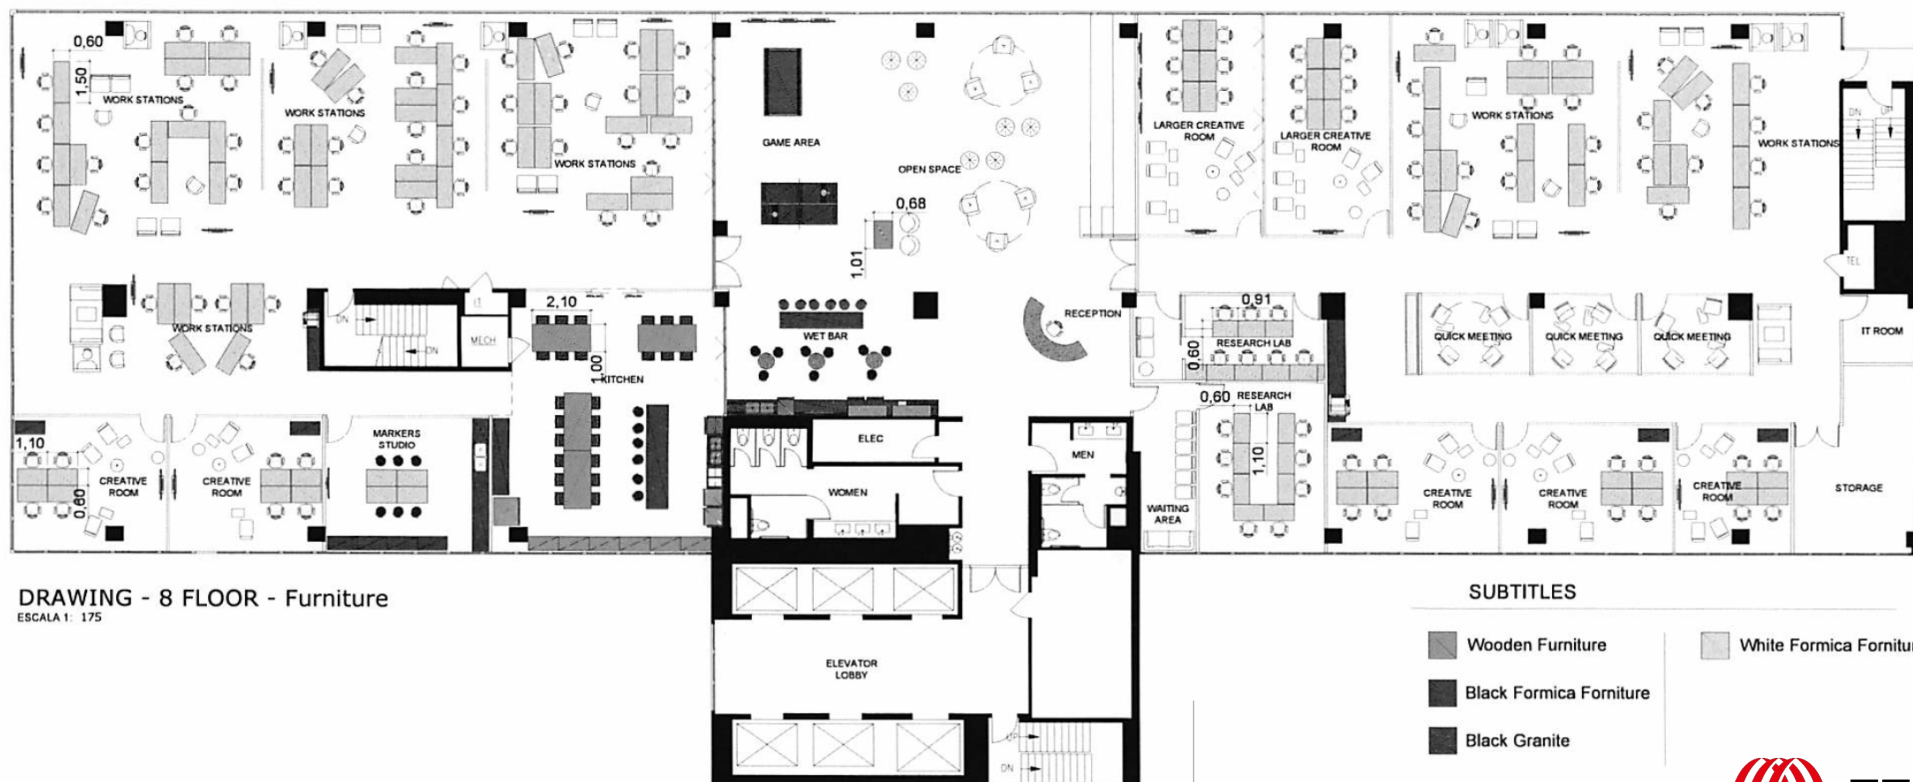 0,60
1,50
WORK STATIONS
WORK STATIONS
WORK STATIONS
GAME AREA
OPEN SPACE
0,68
1,01
LARGER CREATIVE
ROOM
LARGER CREATIVE
ROOM
WORK STATIONS
WORK STATIONS
DN
UP
TEL
WORK STATIONS
DN
DN
LT.
MECH
2,10
1,00
KITCHEN
WET BAR
RECEPTION
0,91
RESEARCH LAB
0,60
QUICK MEETING
QUICK MEETING
QUICK MEETING
IT ROOM
1,10
0,80
CREATIVE
ROOM
CREATIVE
ROOM
MARKERS
STUDIO
ELEC
WOMEN
MEN
0,60
RESEARCH
LAB
1,10
WAITING
AREA
CREATIVE
ROOM
CREATIVE
ROOM
CREATIVE
ROOM
STORAGE
DRAWING - 8 FLOOR - Furniture
ESCALA 1: 175
ELEVATOR
LOBBY
UP
DN
SUBTITLES
Wooden Furniture
White Formica Fornitur
Black Formica Forniture
Black Granite